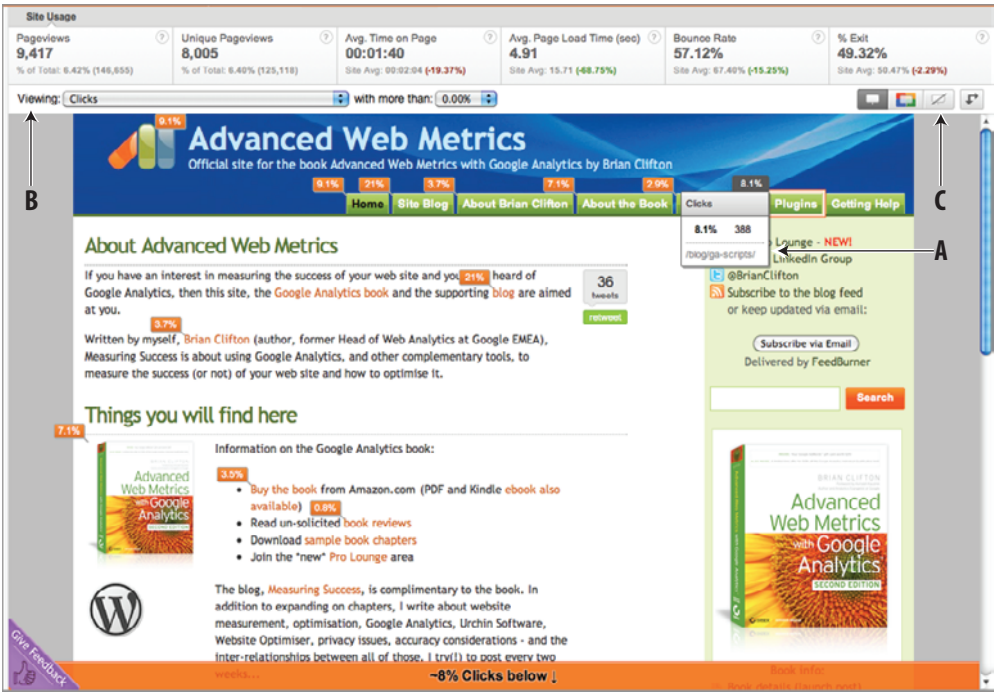 Site Usage
Pageviews
9,417
% of Total: 6.42% (146,655)
Unique Pageviews
8,005
% of Total: 6.40% (125,118)
Avg. Time on Page
00:01:40
Site Avg: 00:02:04 (-19.37%)
Avg. Page Load Time (sec)
4.91
Site Avg: 15.71 (-68.75%)
Bounce Rate
57.12%
Site Avg: 67.40% (-15.25%)
% Exit
49.32%
Site Avg: 50.47% (-2.29%)
Viewing: Clicks with more than: 0.00%
B
C
A
9.1%
Advanced Web Metrics
Official site for the book Advanced Web Metrics with Google Analytics by Brian Clifton
9.1% 21% 3.7% 7.1% 2.9% 8.1%
Home Site Blog About Brian Clifton About the Book Plugins Getting Help
Clicks
8.1% 388
/blog/ga-scripts/
About Advanced Web Metrics
If you have an interest in measuring the success of your web site and you 21% heard of
Google Analytics, then this site, the Google Analytics book and the supporting blog are aimed
at you.
3.7%
Written by myself, Brian Clifton (author, former Head of Web Analytics at Google EMEA),
Measuring Success is about using Google Analytics, and other complementary tools, to
measure the success (or not) of your web site and how to optimise it.
36
tweets
retweet
Lounge - NEW!
LinkedIn Group
@BrianClifton
Subscribe to the blog feed
or keep updated via email:
Subscribe via Email
Delivered by FeedBurner
Search
Things you will find here
7.1%
Information on the Google Analytics book:
3.5%
• Buy the book from Amazon.com (PDF and Kindle ebook also
available) 0.8%
• Read un-solicited book reviews
• Download sample book chapters
• Join the *new* Pro Lounge area
Advanced
Web Metrics
with Google
Analytics
SECOND EDITION
The blog, Measuring Success, is complimentary to the book. In
addition to expanding on chapters, I write about website
measurement, optimisation, Google Analytics, Urchin Software,
Website Optimiser, privacy issues, accuracy considerations - and the
inter-relationships between all of those. I try(!) to post every two
weeks...
BRIAN CLIFTON
Advanced
Web Metrics
with Google
Analytics
SECOND EDITION
Book info:
Book details (launch post)
Give Feedback
~8% Clicks below ↓